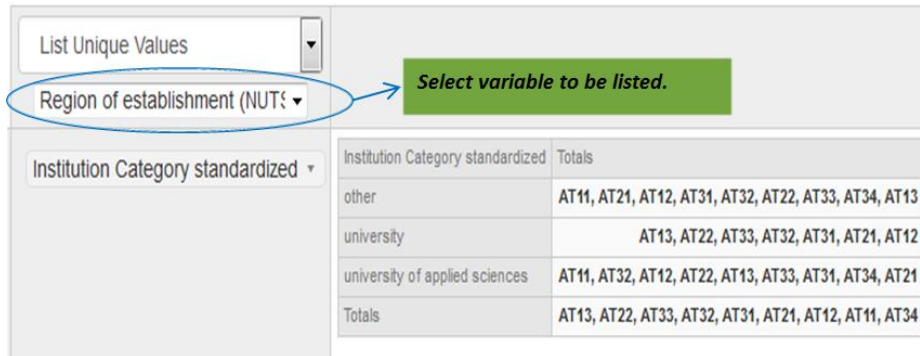 List Unique Values
Region of establishment (NUTS
Select variable to be listed.
Institution Category standardized
Institution Category standardized Totals
other AT11, AT21, AT12, AT31, AT32, AT22, AT33, AT34, AT13
university AT13, AT22, AT33, AT32, AT31, AT21, AT12
university of applied sciences AT11, AT32, AT12, AT22, AT13, AT33, AT31, AT34, AT21
Totals AT13, AT22, AT33, AT32, AT31, AT21, AT12, AT11, AT34